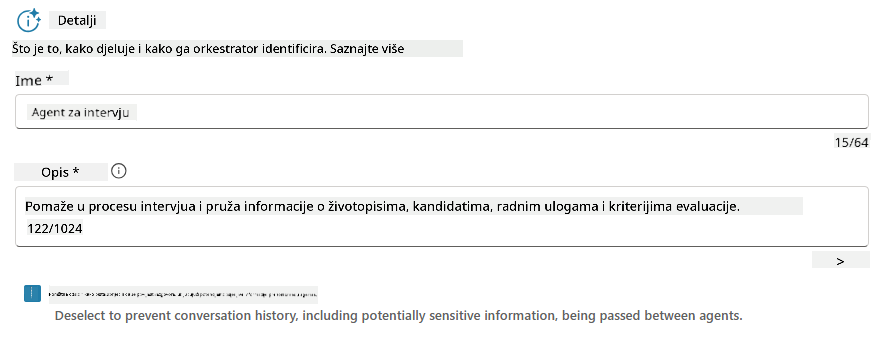 Detalji
Što je to, kako djeluje i kako ga orkestrator identificira. Saznajte više
Ime *
Agent za intervju
15/64
Opis *
Pomaže u procesu intervjua i pruža informacije o životopisima, kandidatima, radnim ulogama i kriterijima evaluacije.
122/1024
>
Deselect to prevent conversation history, including potentially sensitive information, being passed between agents.